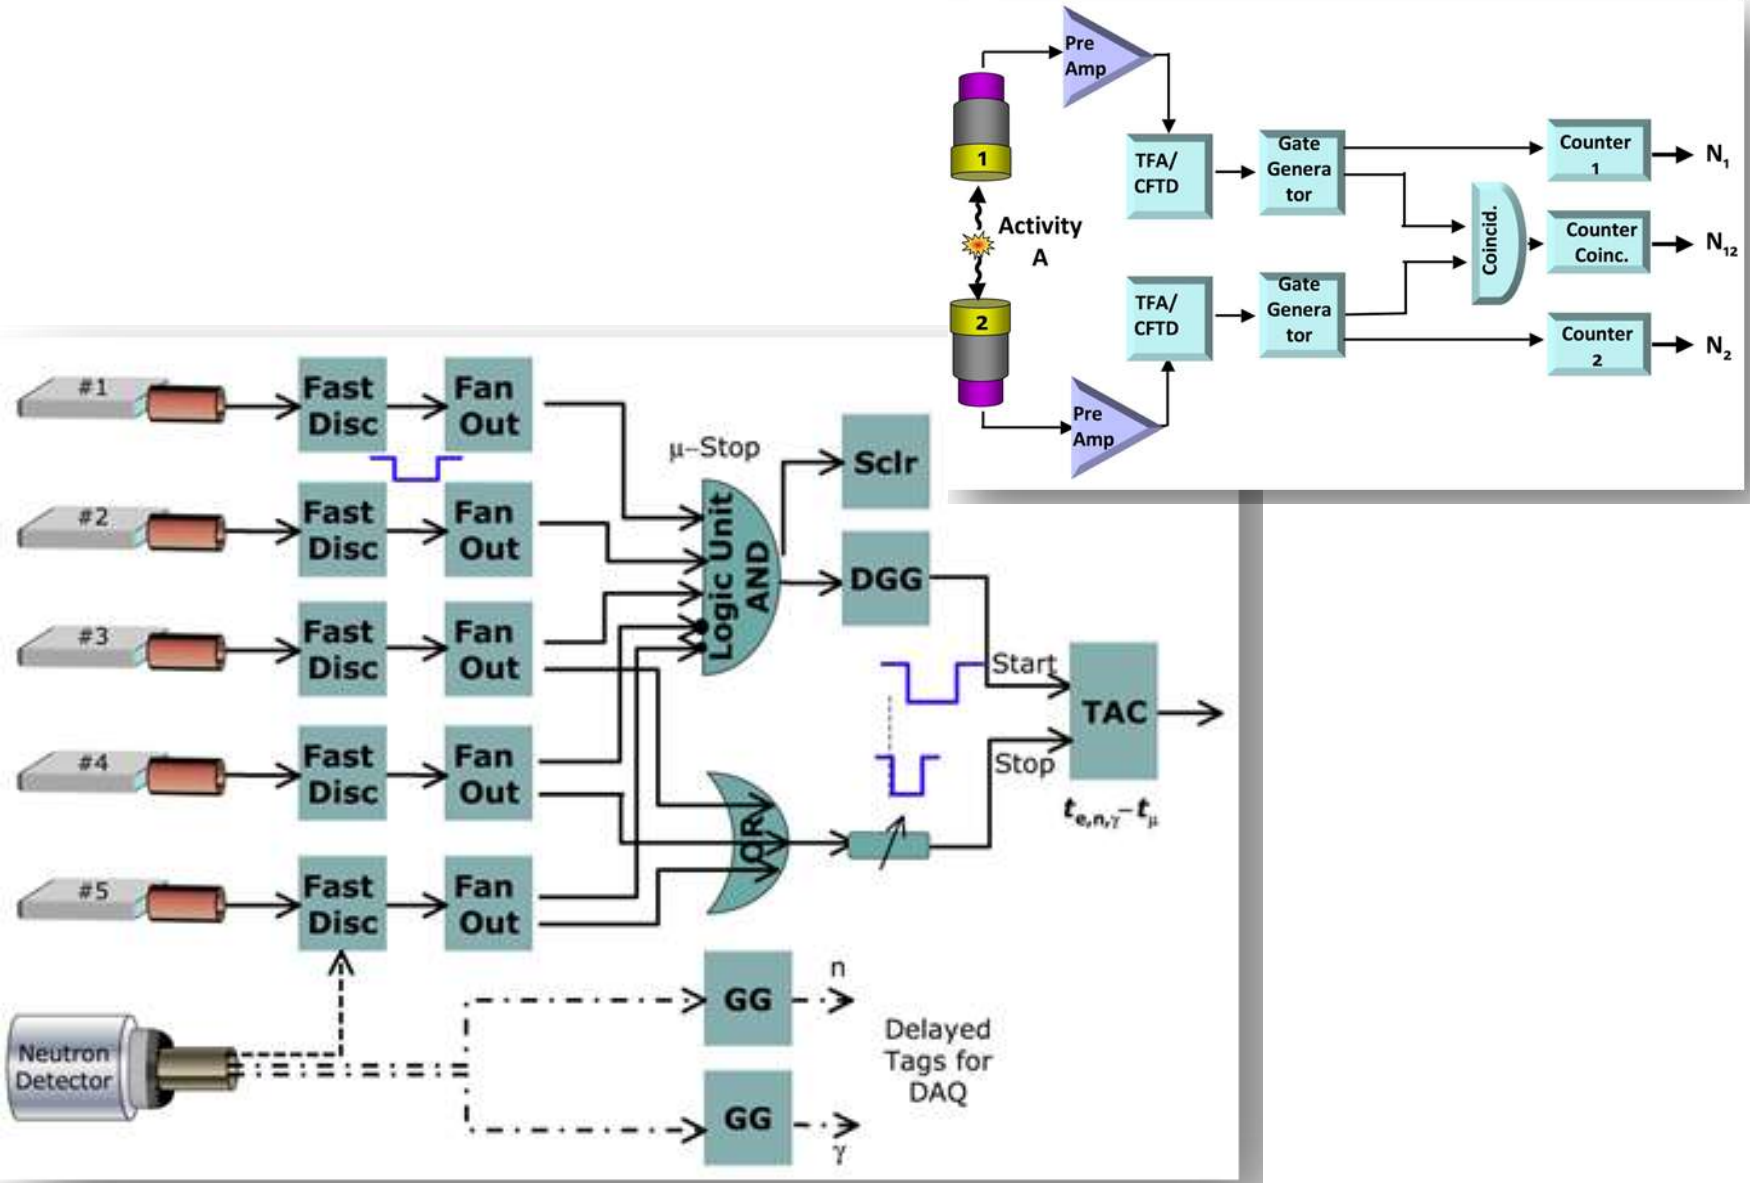 Pre
Amp
1
TFA/
CFTD
Gate
Genera
tor
Counter
1
N1
Activity
A
Coincid.
Counter
Coinc.
N12
2
TFA/
CFTD
Gate
Genera
tor
Counter
2
N2
Pre
Amp
#1
Fast
Disc
Fan
Out
#2
Fast
Disc
Fan
Out
μ-Stop
Logic Unit
AND
Sclr
DGG
#3
Fast
Disc
Fan
Out
Start
TAC
Stop
te,n,γ-tμ
#4
Fast
Disc
Fan
Out
OR
#5
Fast
Disc
Fan
Out
Neutron
Detector
GG
n
GG
γ
Delayed
Tags for
DAQ